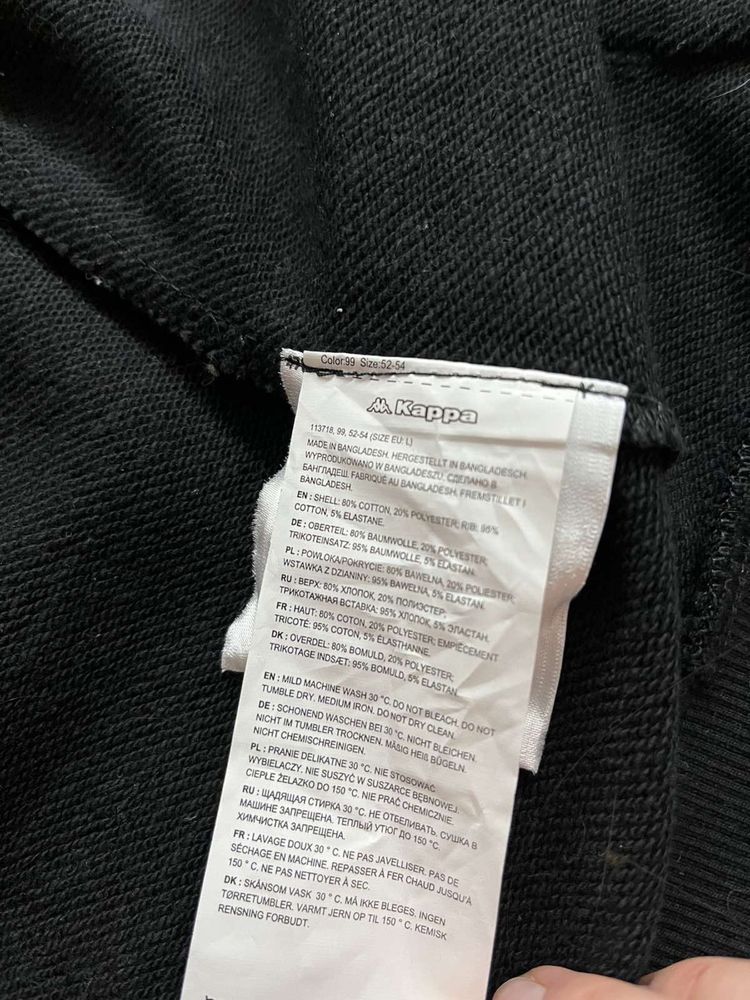 Color:99 Size:52-54
Kappa
113718, 99, 52-54 (SIZE EU: L)
MADE IN BANGLADESH. HERGESTELLT IN BANGLADESCH.
WYPRODUKOWANO W BANGLADESZU. СДЕЛАНО В
БАНГЛАДЕШ. FABRIQUÉ AU BANGLADESH. FREMSTILLET I
BANGLADESH.
EN : SHELL: 80% COTTON, 20% POLYESTER; RIB: 95%
COTTON, 5% ELASTANE.
DE : OBERTEIL: 80% BAUMWOLLE, 20% POLYESTER;
TRIKOTEINSATZ: 95% BAUMWOLLE, 5% ELASTAN.
PL : POWŁOKA/POKRYCIE: 80% BAWEŁNA, 20% POLIESTER;
WSTAWKA Z DZIANINY: 95% BAWEŁNA, 5% ELASTAN.
RU : ВЕРХ: 80% ХЛОПОК, 20% ПОЛИЭСТЕР;
ТРИКОТАЖНАЯ ВСТАВКА: 95% ХЛОПОК, 5% ЭЛАСТАН.
FR : HAUT: 80% COTON, 20% POLYESTER; EMPIÈCEMENT
TRICOTÉ: 95% COTON, 5% ÉLASTHANNE.
DK : OVERDEL: 80% BOMULD, 20% POLYESTER;
TRIKOTAGE INDSÆT: 95% BOMULD, 5% ELASTAN.
EN : MILD MACHINE WASH 30 °C. DO NOT BLEACH. DO NOT
TUMBLE DRY. MEDIUM IRON. DO NOT DRY CLEAN.
DE : SCHONEND WASCHEN BEI 30 °C. NICHT BLEICHEN.
NICHT IM TUMBLER TROCKNEN. MÄSIG HEIß BÜGELN.
NICHT CHEMISCHREINIGEN.
PL : PRANIE DELIKATNE 30 °C. NIE STOSOWAĆ
WYBIELACZY. NIE SUSZYĆ W SUSZARCE BĘBNOWEJ.
CIEPLE ŻELAZKO DO 150 °C. NIE PRAĆ CHEMICZNIE.
RU : ЩАДЯЩАЯ СТИРКА 30 °C. НЕ ОТБЕЛИВАТЬ. СУШКА В
МАШИНЕ ЗАПРЕЩЕНА. ТЕПЛЫЙ УТЮГ ДО 150 °C.
ХИМЧИСТКА ЗАПРЕЩЕНА.
FR : LAVAGE DOUX 30 ° C. NE PAS JAVELLISER. PAS DE
SÉCHAGE EN MACHINE. REPASSER À FER CHAUD JUSQU'À
150 ° C. NE PAS NETTOYER À SEC.
DK : SKÅNSOM VASK 30 ° C. MÅ IKKE BLEGES. INGEN
TØRRETUMBLER. VARMT JERN OP TIL 150 ° C. KEMISK
RENSNING FORBUDT.